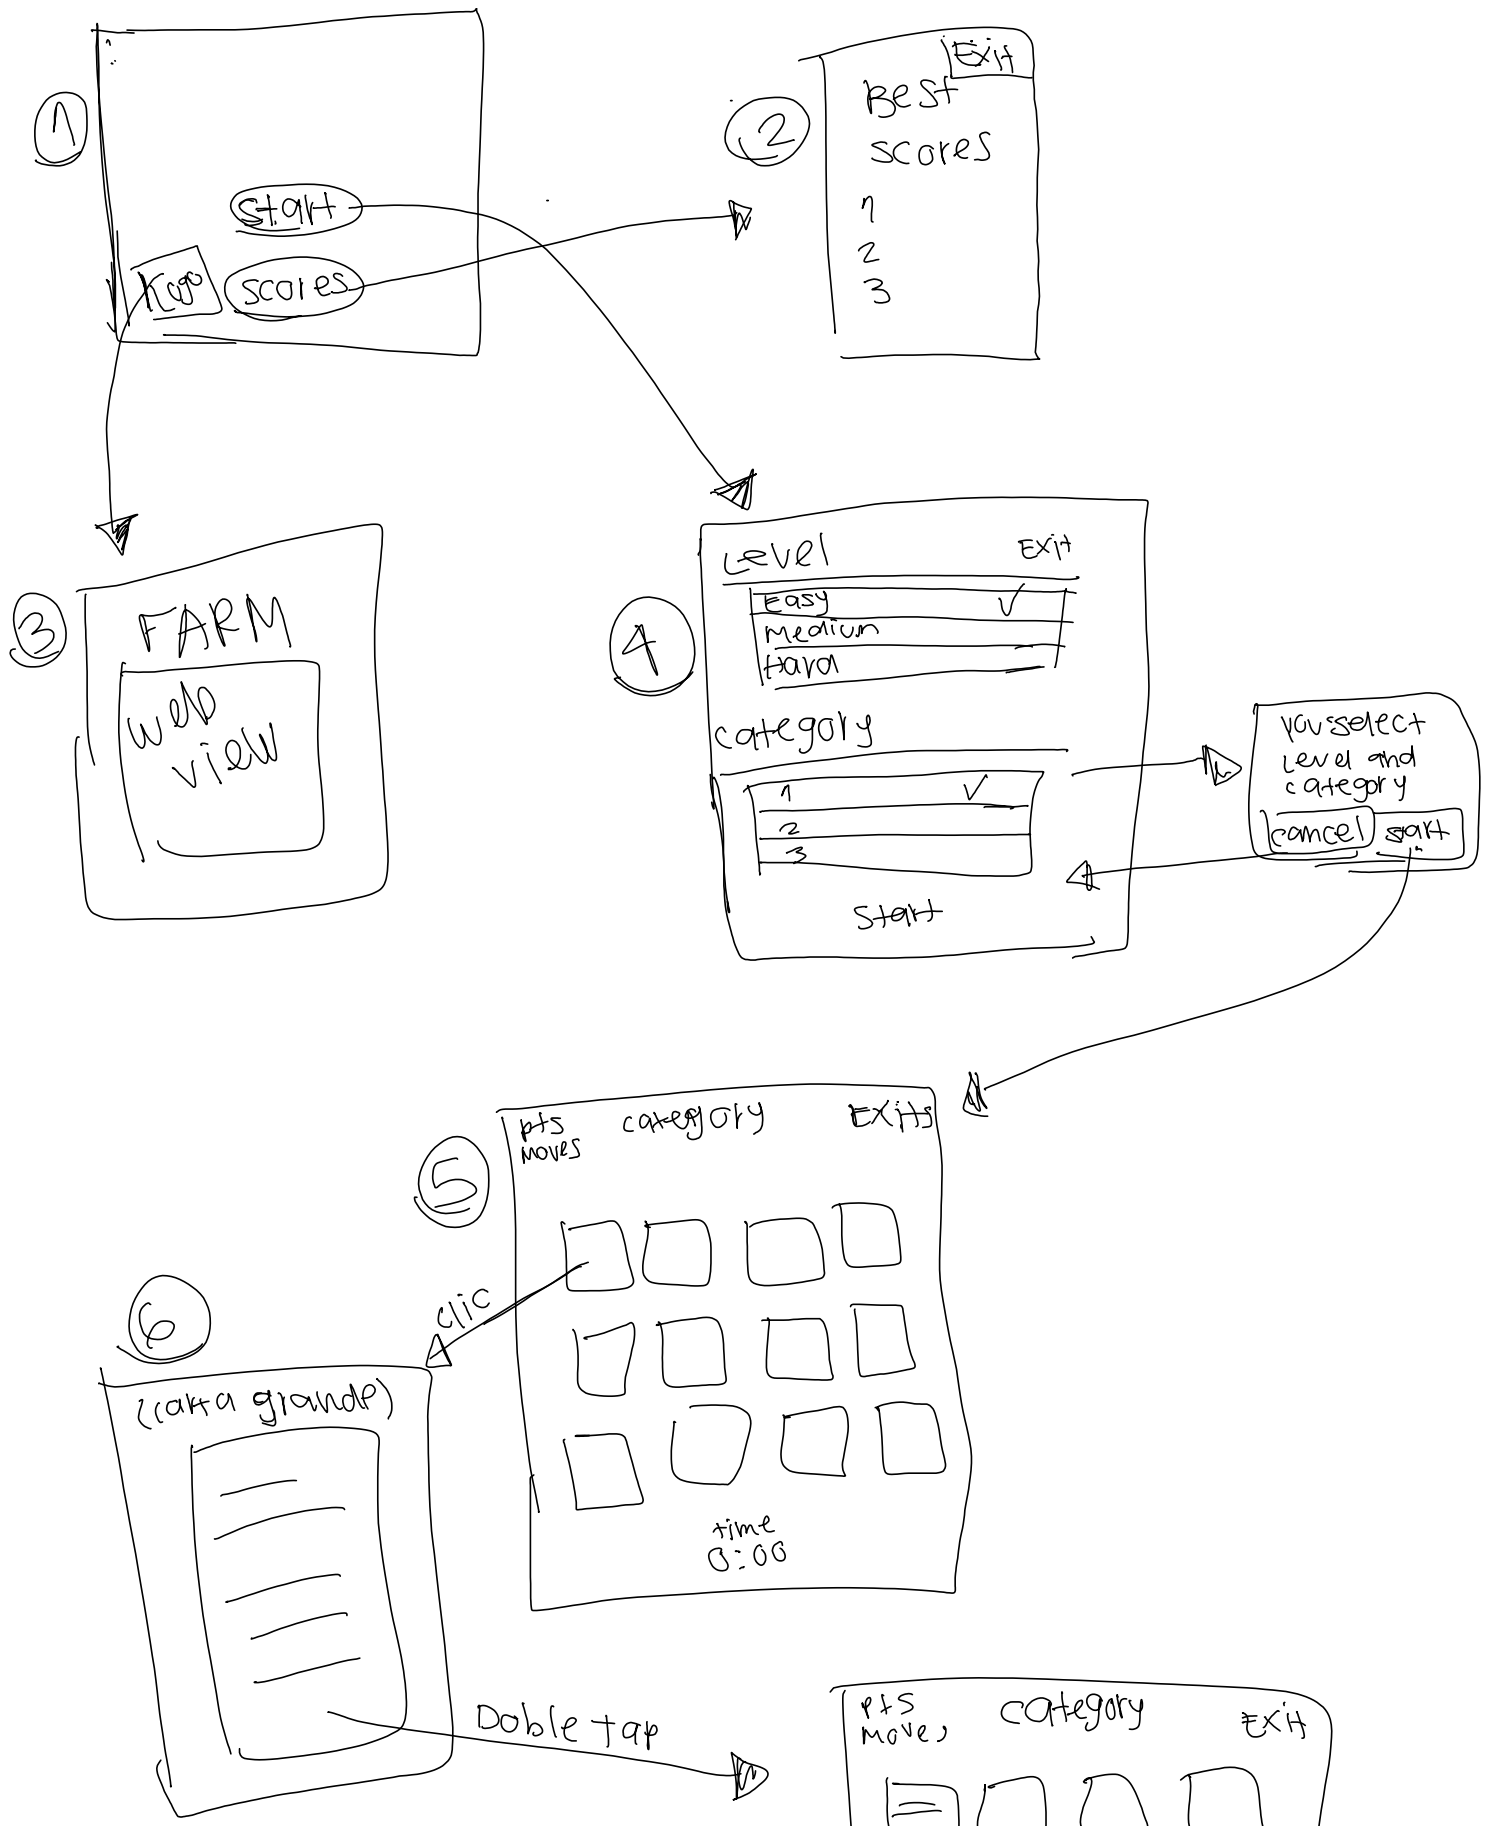 1
start
scores
2
Exit
Best
scores
1
2
3
3
FARM
web
view
4
Level
Exit
Easy
Medium
Hard
category
1
2
3
Start
you select
Level and
category
cancel
start
5
pts
moves
category
Exits
clic
6
(carta grande)
time
0:00
Doble tap
pts
moves
category
Exit